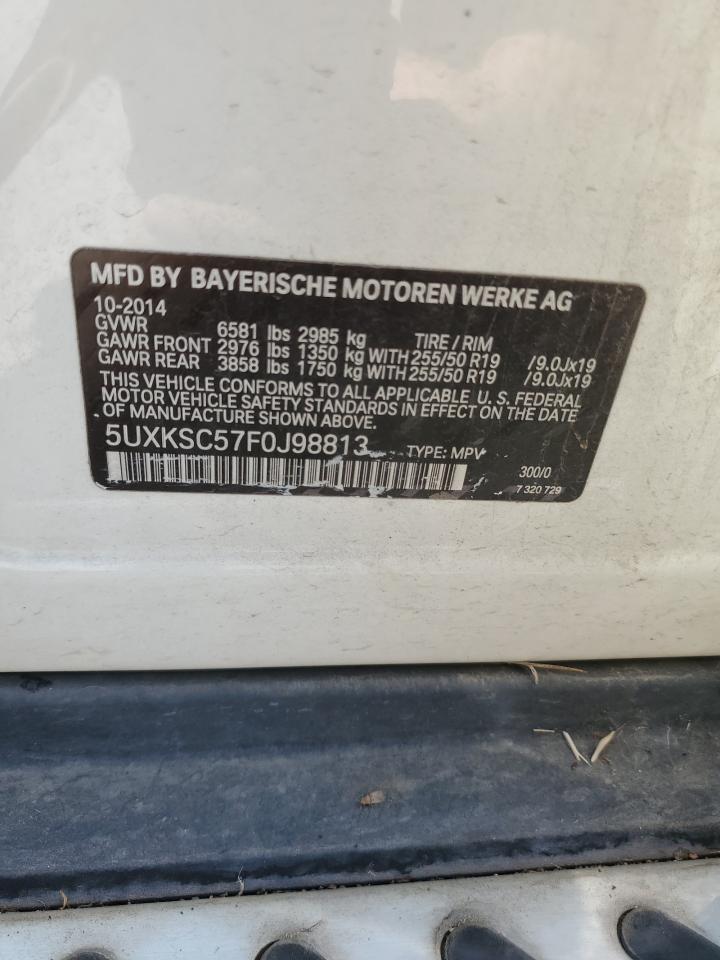 MFD BY BAYERISCHE MOTOREN WERKE AG
10-2014
GVWR 6581 lbs 2985 kg TIRE / RIM
GAWR FRONT 2976 lbs 1350 kg WITH 255/50 R19 /9.0Jx19
GAWR REAR 3858 lbs 1750 kg WITH 255/50 R19 /9.0Jx19
THIS VEHICLE CONFORMS TO ALL APPLICABLE U. S. FEDERAL
MOTOR VEHICLE SAFETY STANDARDS IN EFFECT ON THE DATE
OF MANUFACTURE SHOWN ABOVE.
5UXKSC57F0J98813 TYPE: MPV 300/0
7 320 729